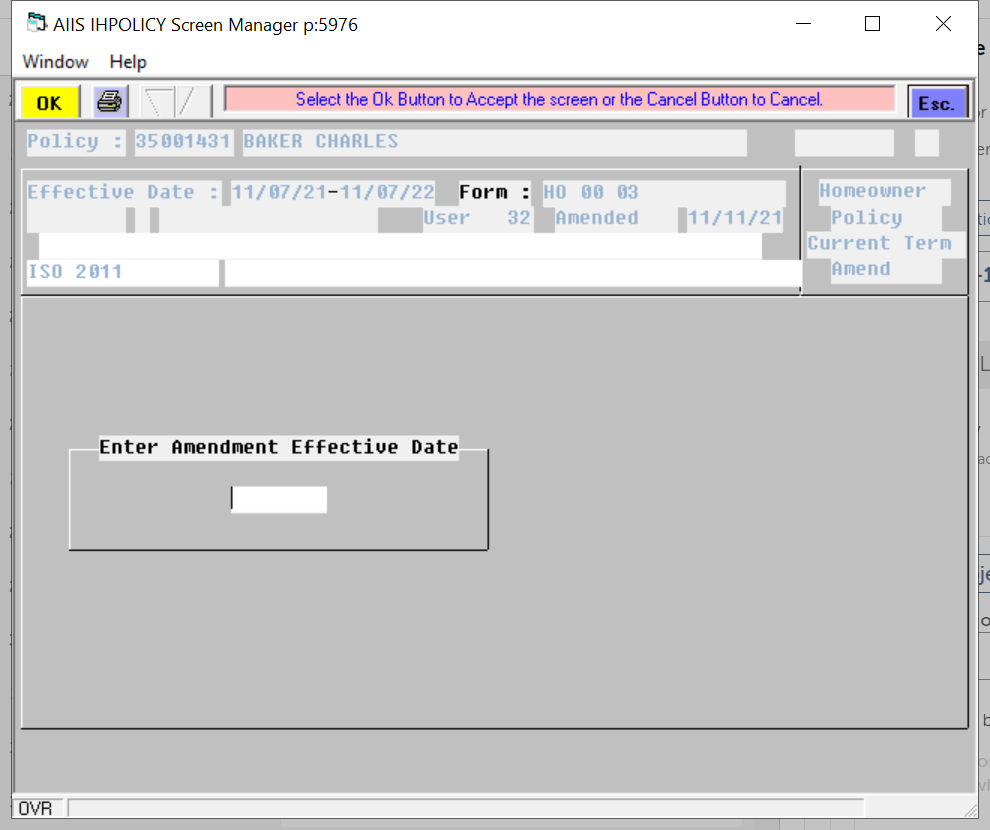 AIIS IHPOLICY Screen Manager p:5976
Window Help
OK Select the Ok Button to Accept the screen or the Cancel Button to Cancel. Esc.
Policy : 35001431 BAKER CHARLES
Effective Date : 11/07/21-11/07/22 Form : HO 00 03 Homeowner
User 32 Amended 11/11/21 Policy
Current Term
ISO 2011 Amend
Enter Amendment Effective Date
OVR